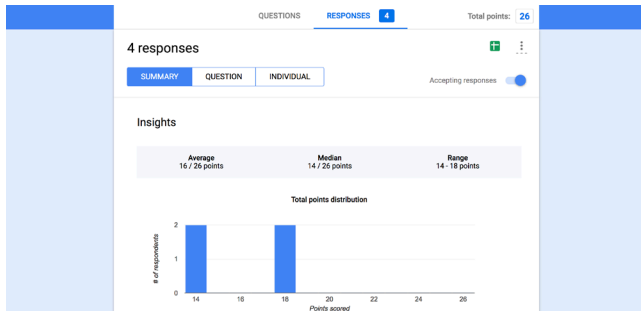 QUESTIONS RESPONSES 4 Total points: 26
4 responses
SUMMARY QUESTION INDIVIDUAL
Accepting responses
Insights
Average Median Range
16 / 26 points 14 / 26 points 14 - 18 points
Total points distribution
# of respondents
2
1
0
14 16 18 20 22 24 26
Points scored